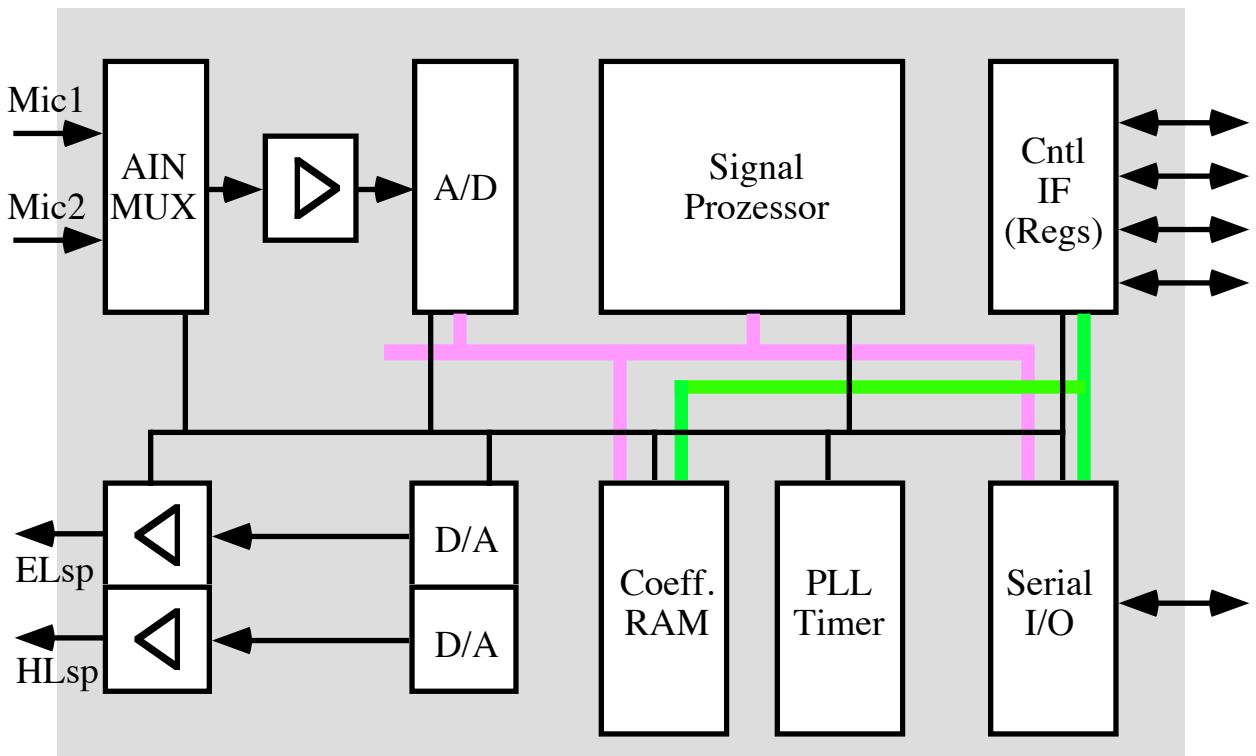 Mic1
Mic2
AIN
MUX
A/D
Signal
Prozessor
Cntl
IF
(Regs)
ELsp
HLsp
D/A
D/A
Coeff.
RAM
PLL
Timer
Serial
I/O